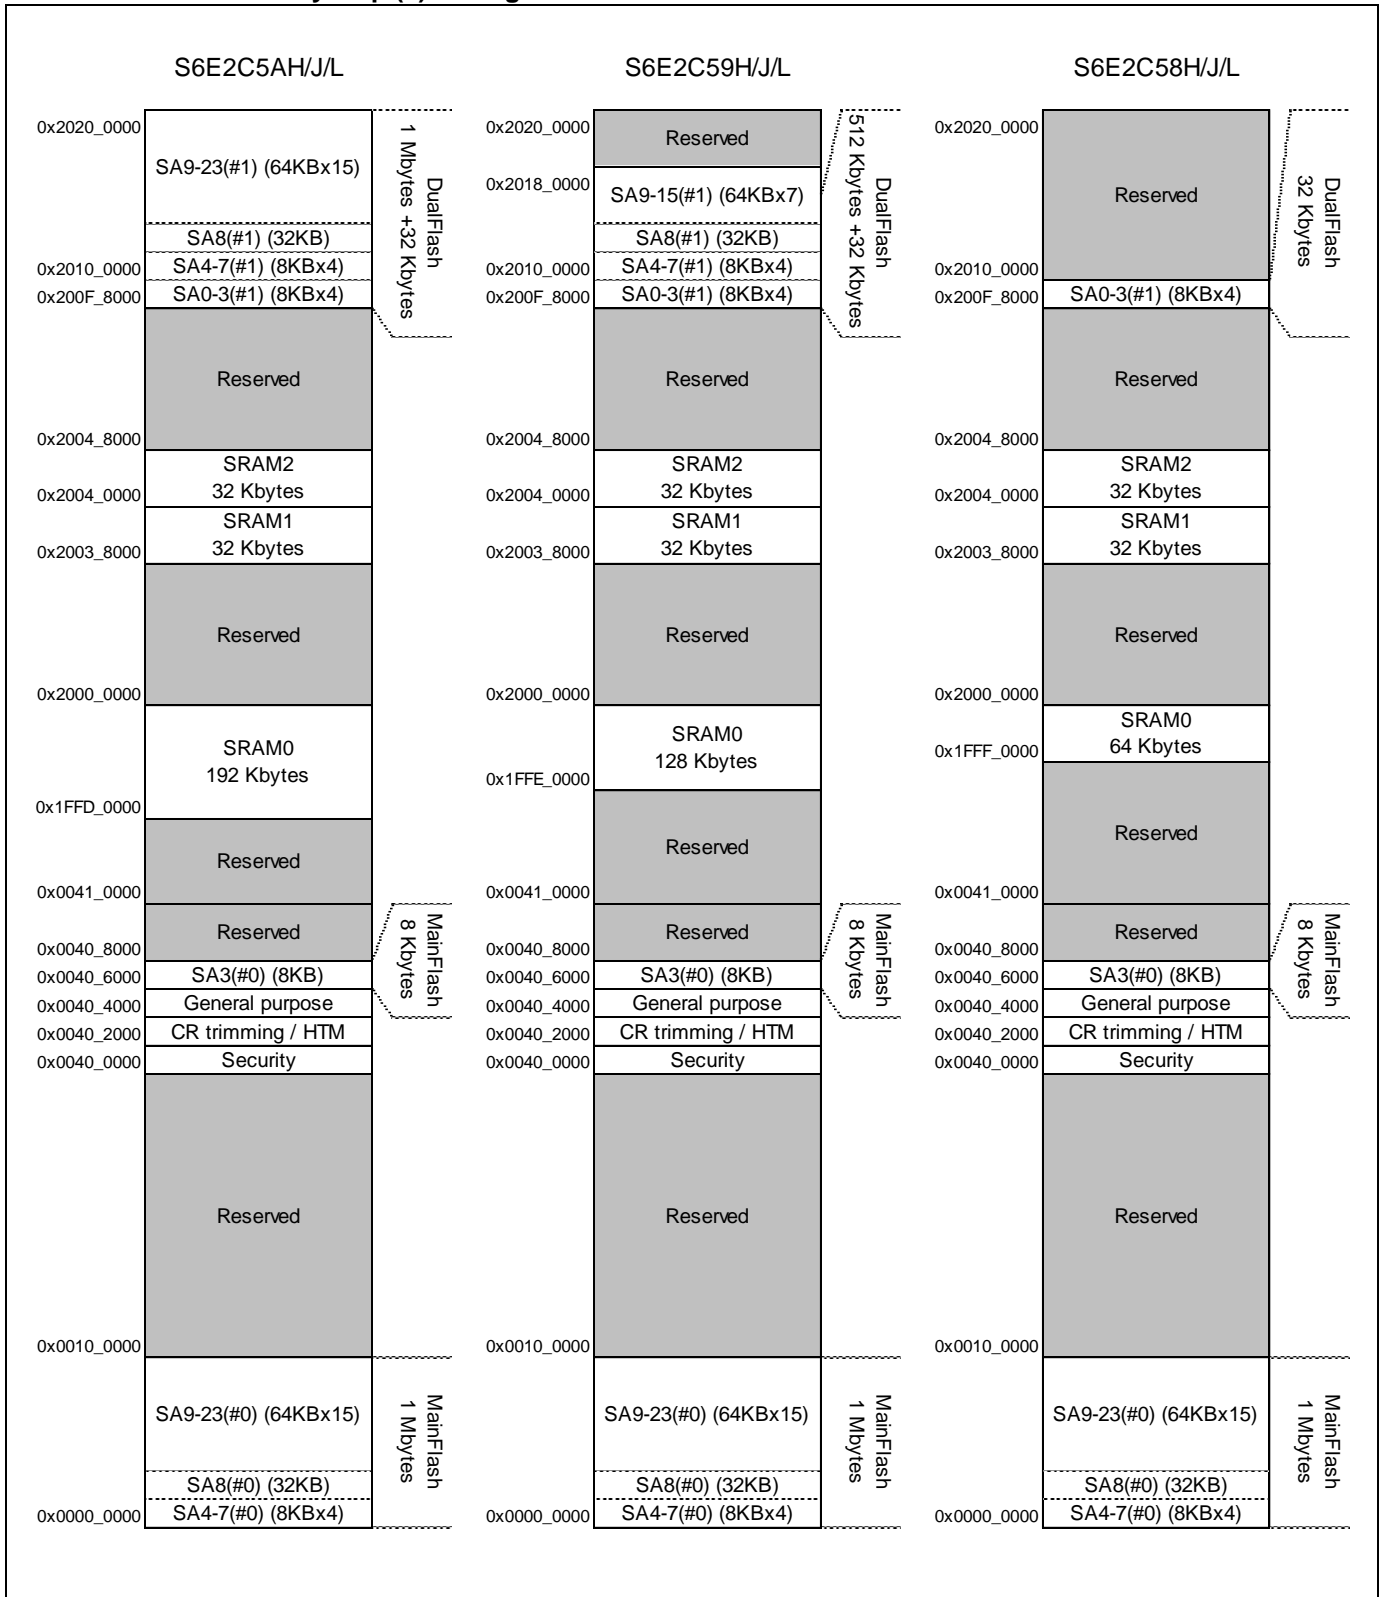 S6E2C5AH/J/L
0x2020_0000
SA9-23(#1) (64KBx15)
SA8(#1) (32KB)
0x2010_0000
SA4-7(#1) (8KBx4)
0x200F_8000
SA0-3(#1) (8KBx4)
DualFlash
1 Mbytes +32 Kbytes
Reserved
0x2004_8000
SRAM2
32 Kbytes
0x2004_0000
SRAM1
32 Kbytes
0x2003_8000
Reserved
0x2000_0000
SRAM0
192 Kbytes
0x1FFD_0000
Reserved
0x0041_0000
Reserved
0x0040_8000
0x0040_6000
SA3(#0) (8KB)
0x0040_4000
General purpose
MainFlash
8 Kbytes
0x0040_2000
CR trimming / HTM
0x0040_0000
Security
Reserved
0x0010_0000
SA9-23(#0) (64KBx15)
SA8(#0) (32KB)
0x0000_0000
SA4-7(#0) (8KBx4)
MainFlash
1 Mbytes
S6E2C59H/J/L
0x2020_0000
Reserved
0x2018_0000
SA9-15(#1) (64KBx7)
SA8(#1) (32KB)
0x2010_0000
SA4-7(#1) (8KBx4)
0x200F_8000
SA0-3(#1) (8KBx4)
DualFlash
512 Kbytes +32 Kbytes
Reserved
0x2004_8000
SRAM2
32 Kbytes
0x2004_0000
SRAM1
32 Kbytes
0x2003_8000
Reserved
0x2000_0000
SRAM0
128 Kbytes
0x1FFE_0000
Reserved
0x0041_0000
Reserved
0x0040_8000
0x0040_6000
SA3(#0) (8KB)
0x0040_4000
General purpose
MainFlash
8 Kbytes
0x0040_2000
CR trimming / HTM
0x0040_0000
Security
Reserved
0x0010_0000
SA9-23(#0) (64KBx15)
SA8(#0) (32KB)
0x0000_0000
SA4-7(#0) (8KBx4)
MainFlash
1 Mbytes
S6E2C58H/J/L
0x2020_0000
Reserved
0x2010_0000
0x200F_8000
SA0-3(#1) (8KBx4)
DualFlash
32 Kbytes
Reserved
0x2004_8000
SRAM2
32 Kbytes
0x2004_0000
SRAM1
32 Kbytes
0x2003_8000
Reserved
0x2000_0000
SRAM0
64 Kbytes
0x1FFF_0000
Reserved
0x0041_0000
Reserved
0x0040_8000
0x0040_6000
SA3(#0) (8KB)
0x0040_4000
General purpose
MainFlash
8 Kbytes
0x0040_2000
CR trimming / HTM
0x0040_0000
Security
Reserved
0x0010_0000
SA9-23(#0) (64KBx15)
SA8(#0) (32KB)
0x0000_0000
SA4-7(#0) (8KBx4)
MainFlash
1 Mbytes